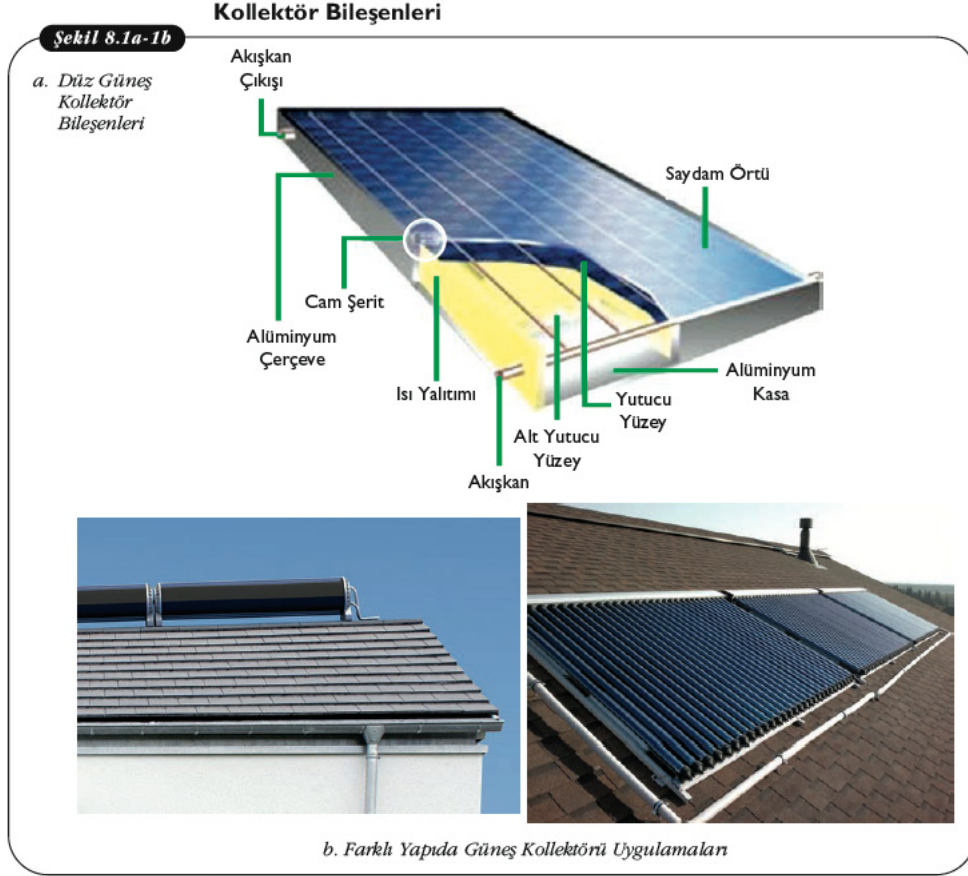 Kollektör Bileşenleri
Şekil 8.1a-1b
a. Düz Güneş
Kollektör
Bileşenleri
Akışkan
Çıkışı
Saydam Örtü
Cam Şerit
Alüminyum
Çerçeve
Isı Yalıtımı
Alüminyum
Kasa
Yutucu
Yüzey
Alt Yutucu
Yüzey
Akışkan
b. Farklı Yapıda Güneş Kollektörü Uygulamaları